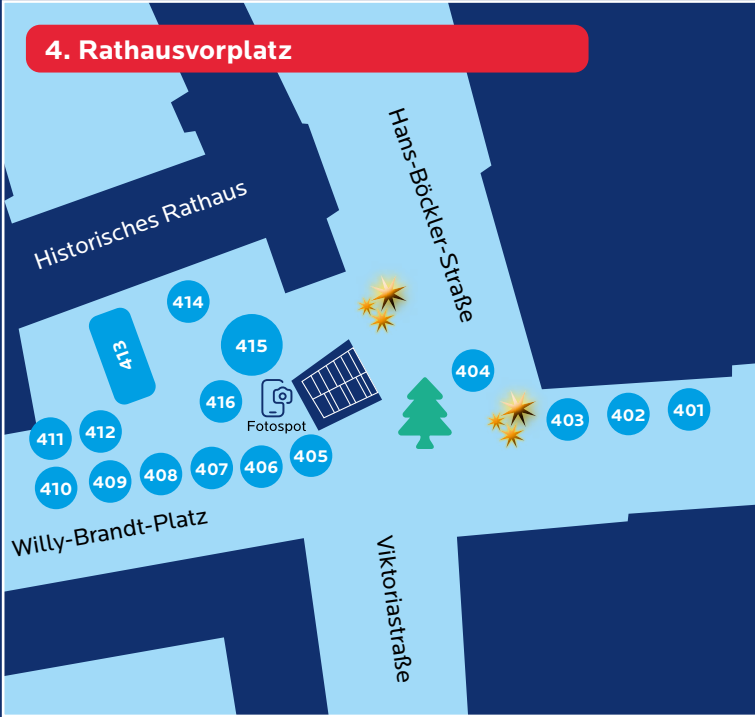 4. Rathausvorplatz
Hans-Böckler-Straße
Historisches Rathaus
414
413
415
404
416
Fotospot
403
402
401
411
412
405
410
409
408
407
406
Willy-Brandt-Platz
Viktoriastraße